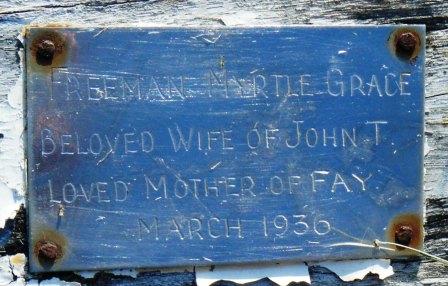 FREEMAN MYRTLE GRACE
BELOVED WIFE OF JOHN T.
LOVED MOTHER OF FAY
MARCH 1936